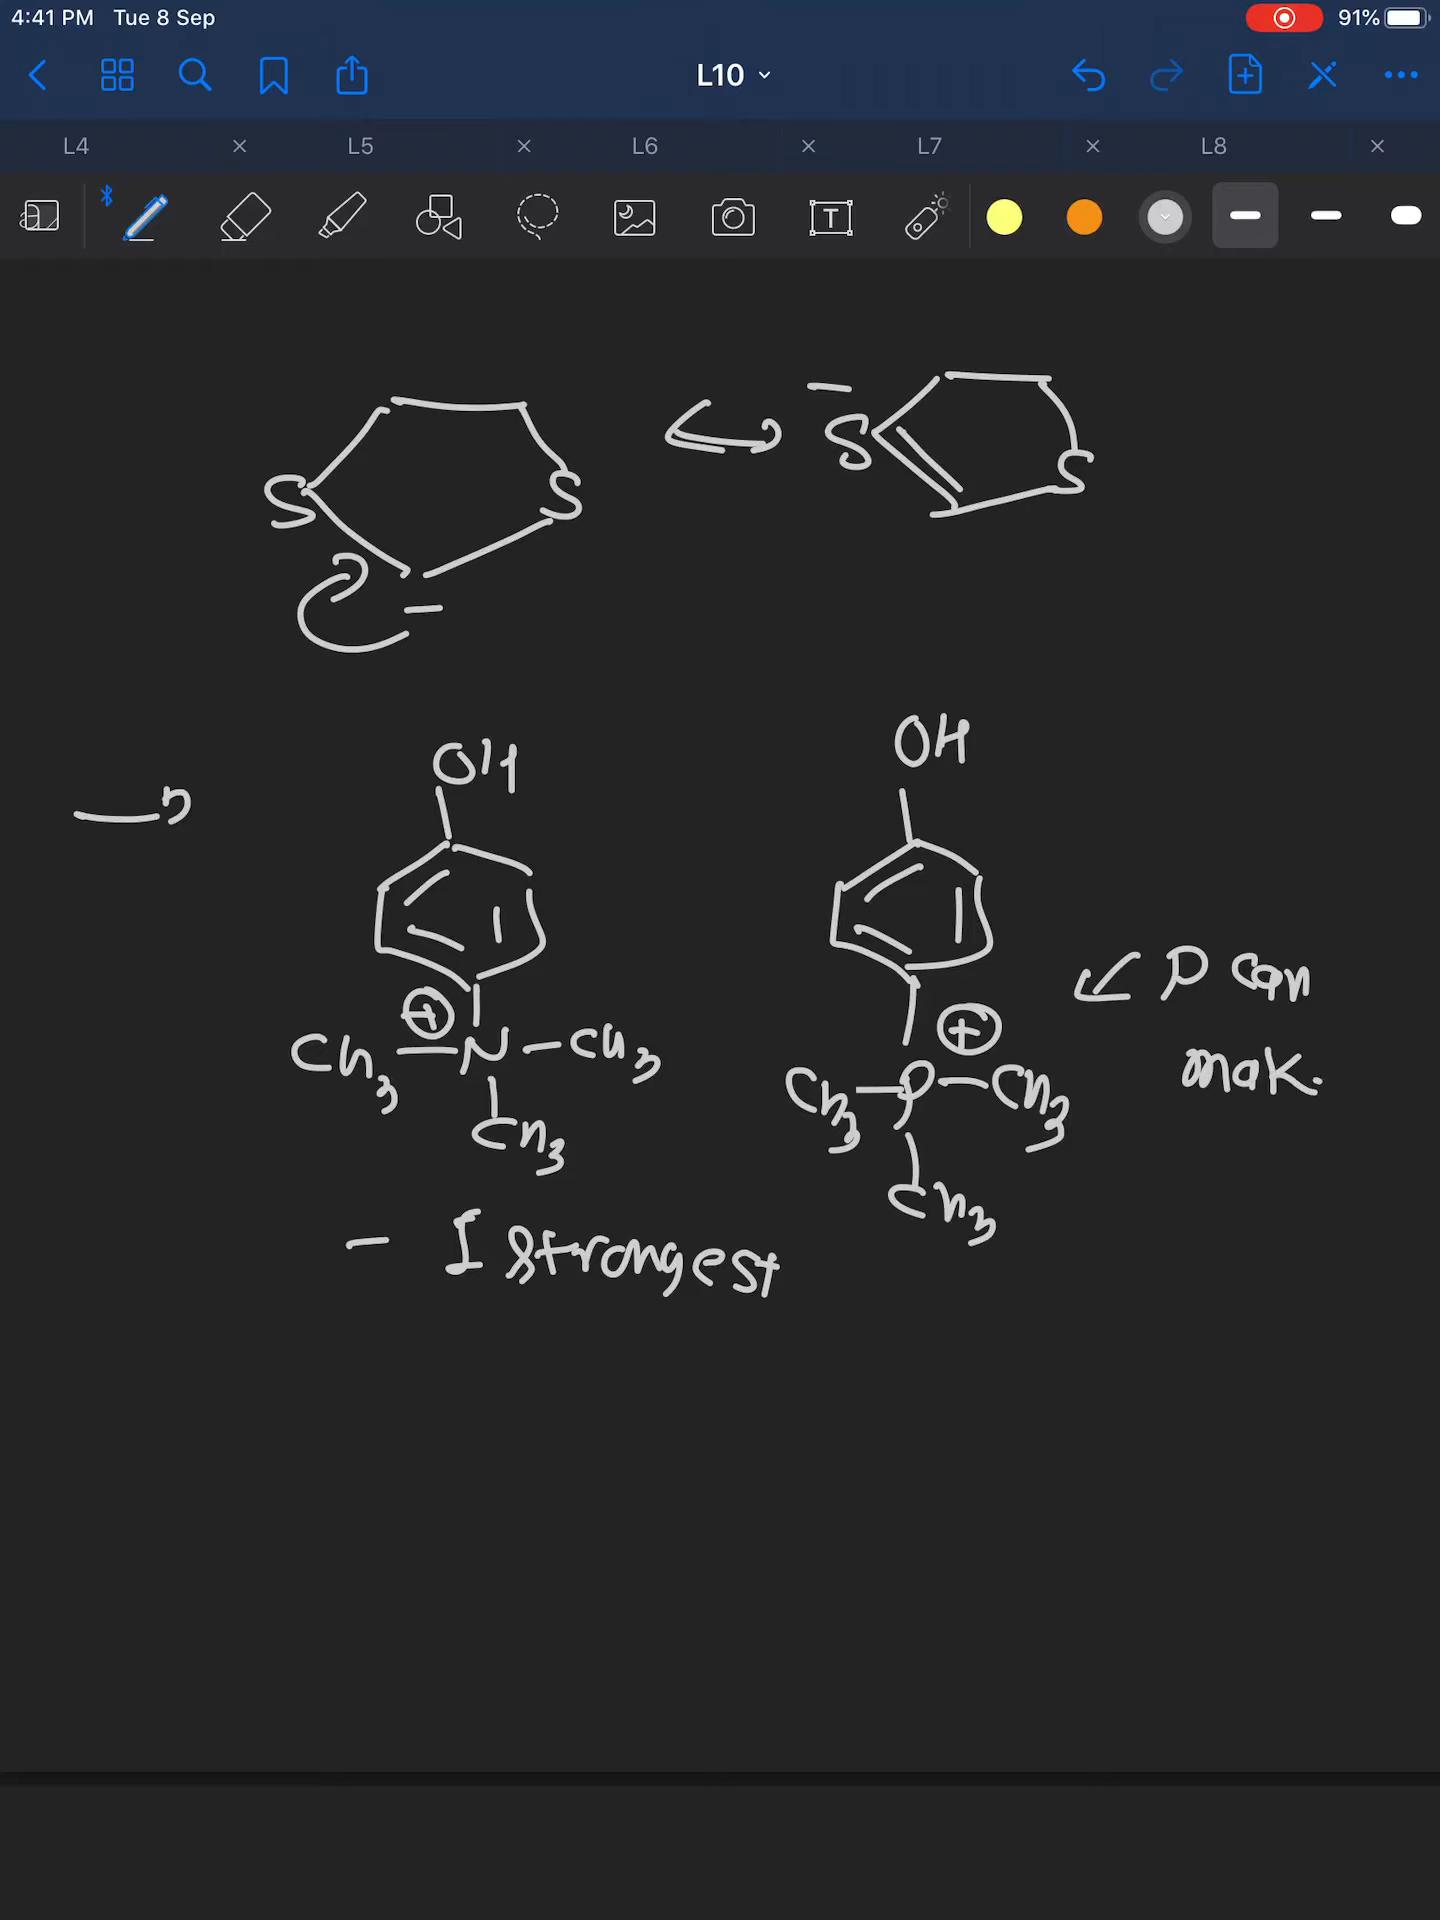 4:41 PM Tue 8 Sep 91%
L10
L4 × L5 × L6 × L7 × L8 ×
T
S S S S
OH OH
CH3 N CH3 P can
CH3 P CH3 mak.
CH3
CH3
- I strongest